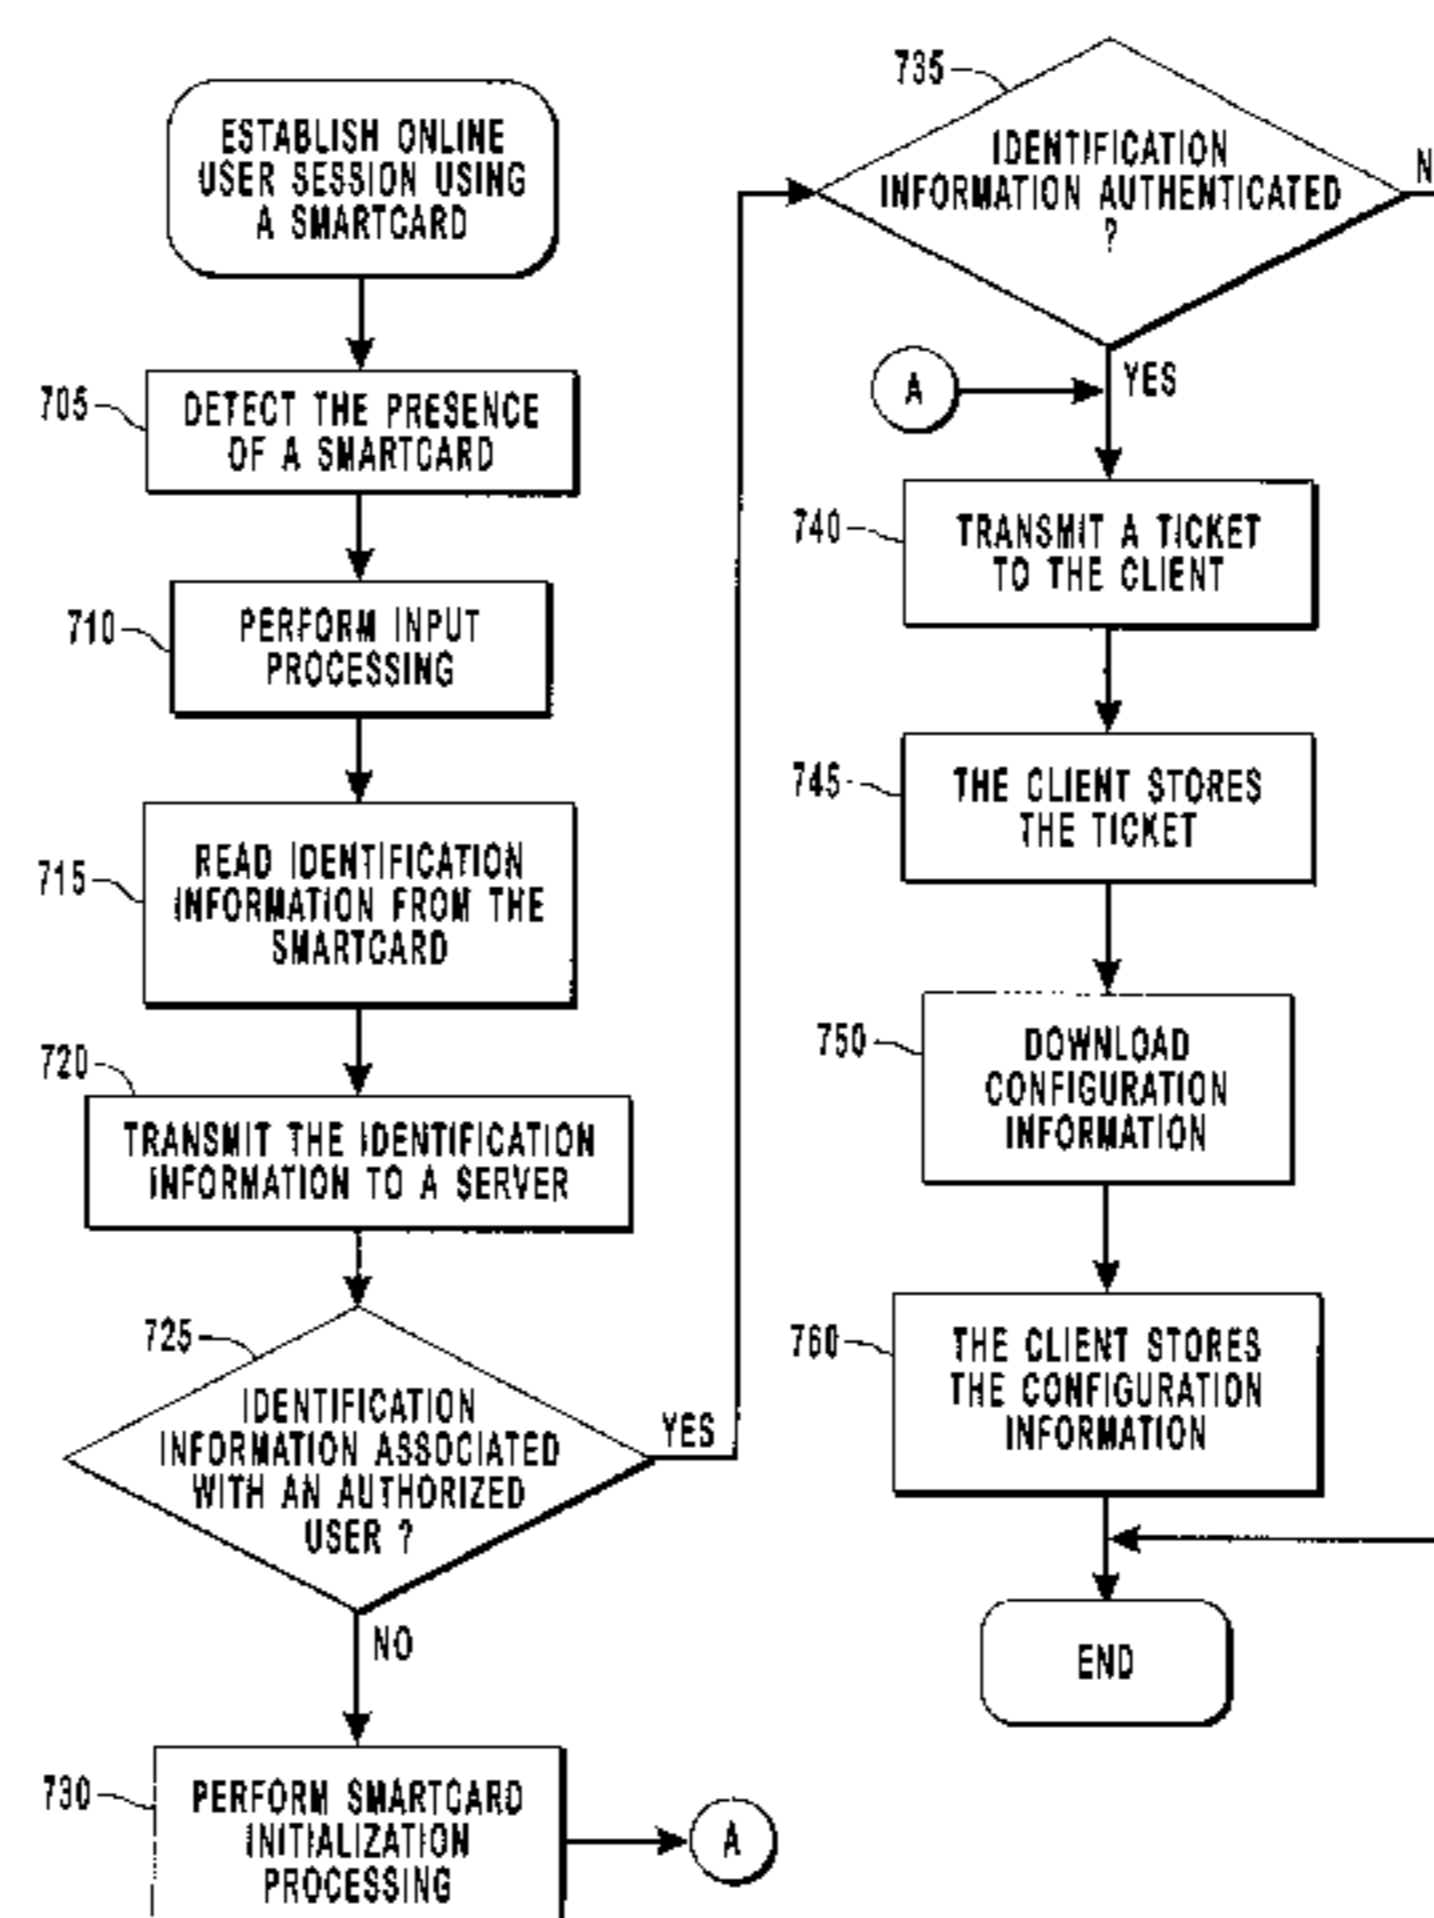 ESTABLISH ONLINE
USER SESSION USING
A SMARTCARD
705
DETECT THE PRESENCE
OF A SMARTCARD
710
PERFORM INPUT
PROCESSING
715
READ IDENTIFICATION
INFORMATION FROM THE
SMARTCARD
720
TRANSMIT THE IDENTIFICATION
INFORMATION TO A SERVER
725
IDENTIFICATION
INFORMATION ASSOCIATED
WITH AN AUTHORIZED
USER ?
YES
NO
730
PERFORM SMARTCARD
INITIALIZATION
PROCESSING
A
735
IDENTIFICATION
INFORMATION AUTHENTICATED
?
N
A
YES
740
TRANSMIT A TICKET
TO THE CLIENT
745
THE CLIENT STORES
THE TICKET
750
DOWNLOAD
CONFIGURATION
INFORMATION
760
THE CLIENT STORES
THE CONFIGURATION
INFORMATION
END